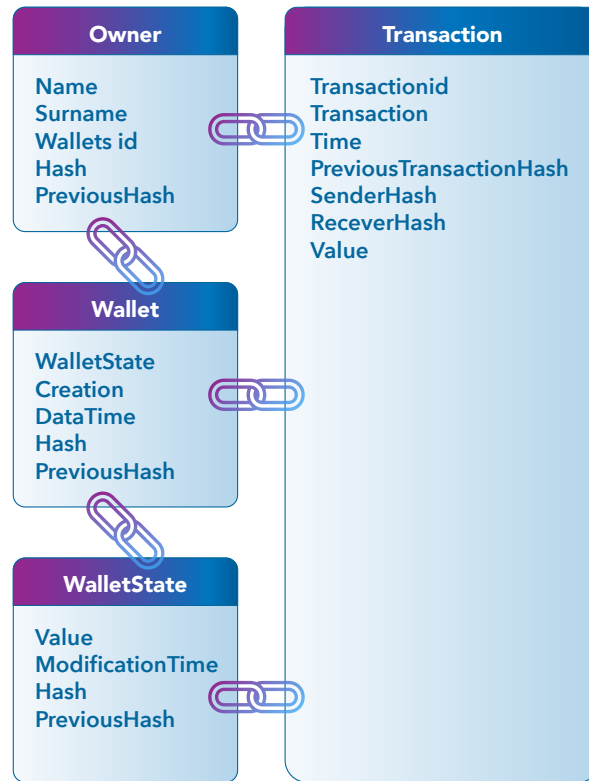 Owner
Name
Surname
Wallets id
Hash
PreviousHash
Transaction
Transactionid
Transaction
Time
PreviousTransactionHash
SenderHash
ReceverHash
Value
Wallet
WalletState
Creation
DataTime
Hash
PreviousHash
WalletState
Value
ModificationTime
Hash
PreviousHash